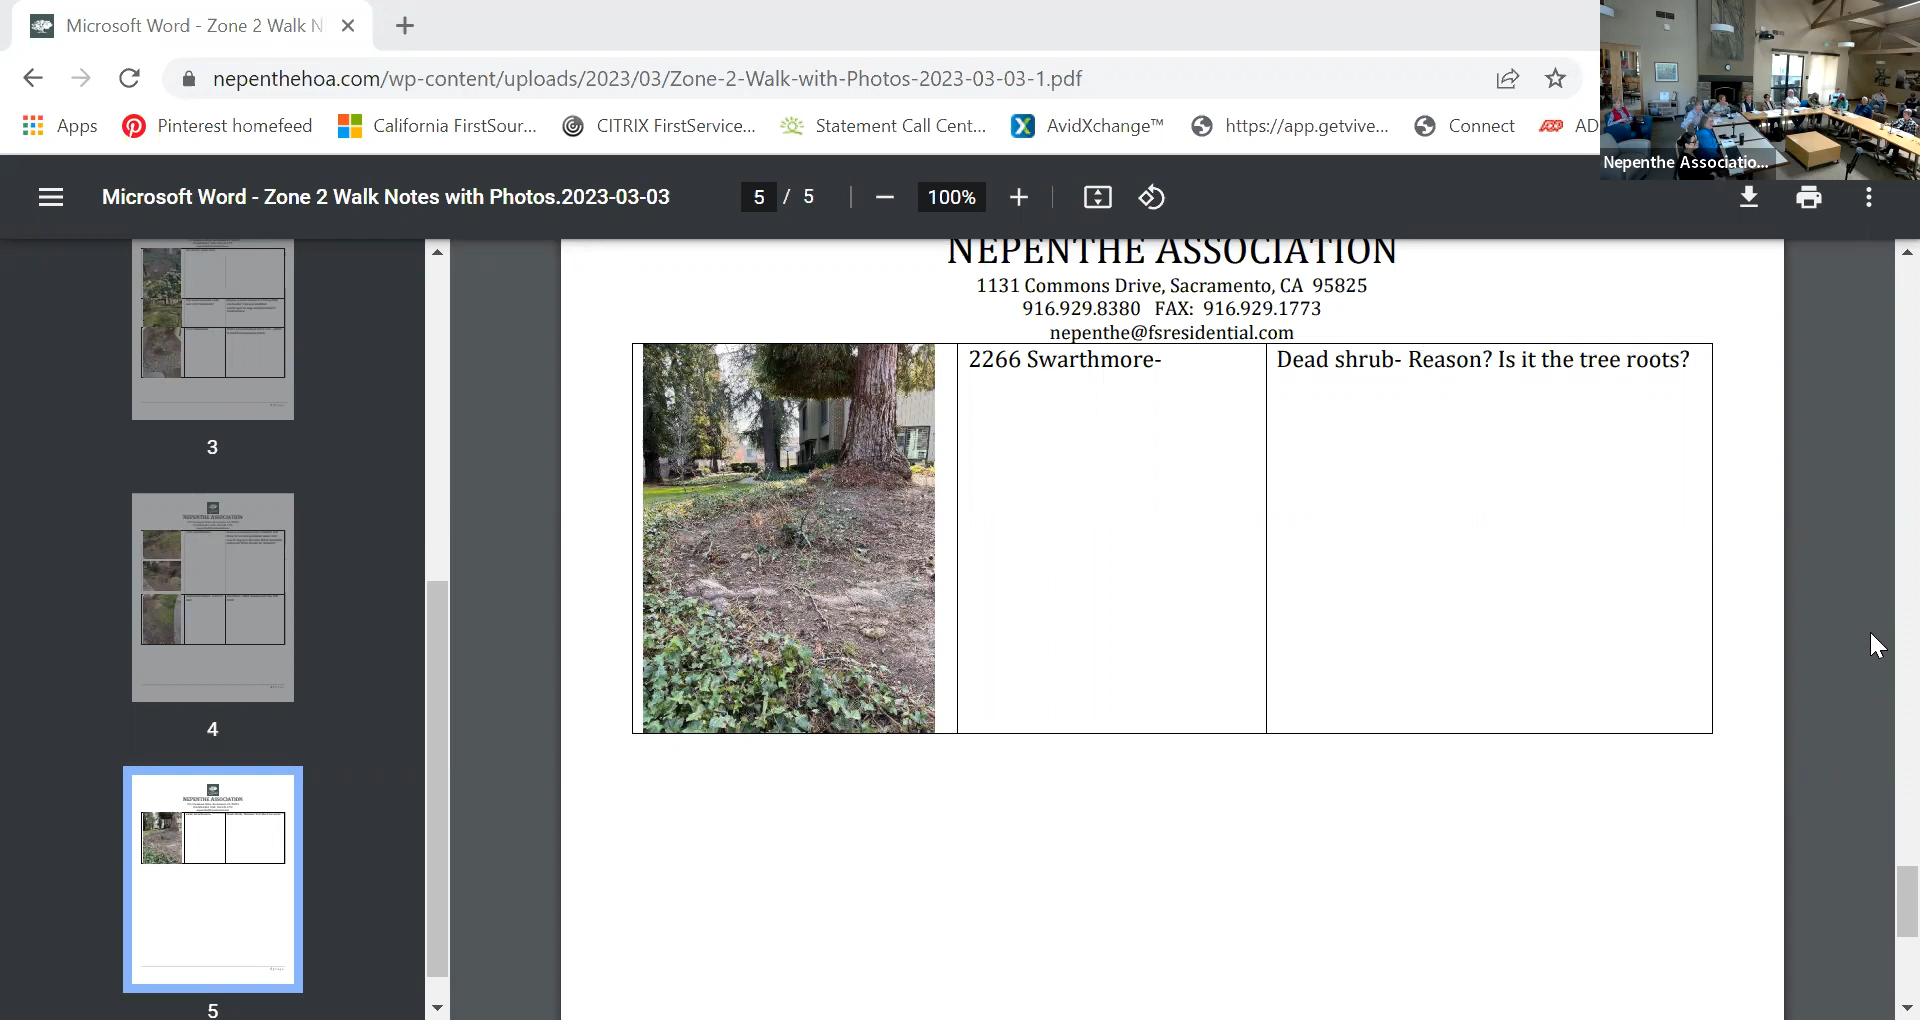 Microsoft Word - Zone 2 Walk N
nepenthehoa.com/wp-content/uploads/2023/03/Zone-2-Walk-with-Photos-2023-03-03-1.pdf
Apps Pinterest homefeed California FirstSour... CITRIX FirstService... Statement Call Cent... AvidXchange™ https://app.getvive... Connect AD
Nepenthe Associatio...
Microsoft Word - Zone 2 Walk Notes with Photos.2023-03-03 5 / 5 100%
3
4
5
NEPENTHE ASSOCIATION
NEPENTHE ASSOCIATION
NEPENTHE ASSOCIATION
1131 Commons Drive, Sacramento, CA 95825
916.929.8380 FAX: 916.929.1773
nepenthe@fsresidential.com
2266 Swarthmore- Dead shrub- Reason? Is it the tree roots?